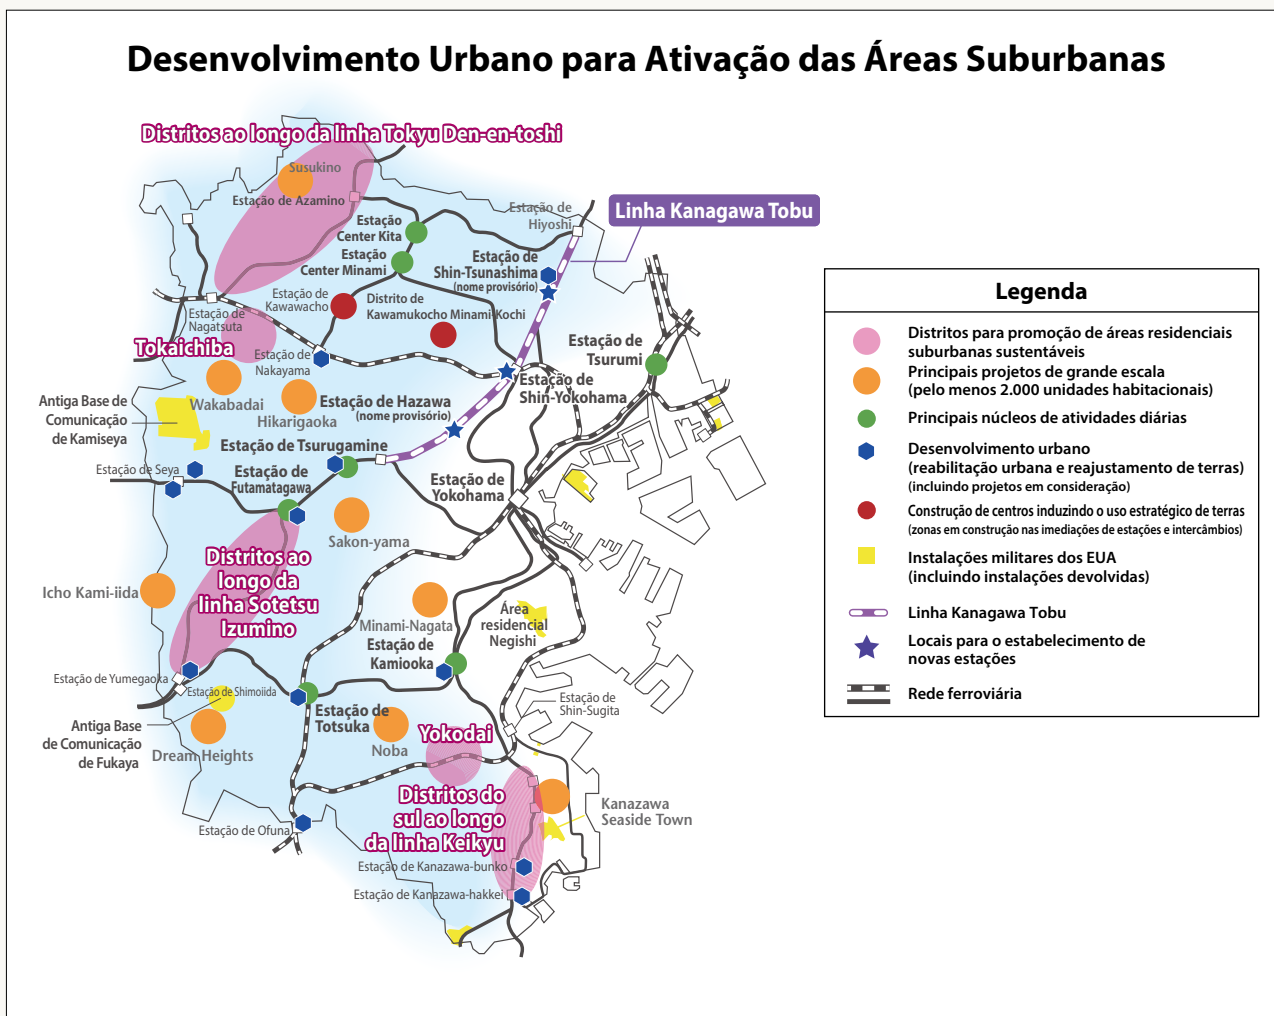 Desenvolvimento Urbano para Ativação das Áreas Suburbanas
Distritos ao longo da linha Tokyu Den-en-toshi
Susukino
Estação de Azamino
Estação
Center Kita
Estação
Center Minami
Estação de
Hiyoshi
Linha Kanagawa Tobu
Estação de
Shin-Tsunashima
(nome provisório)
Estação de
Kawawacho
Distrito de
Kawamukocho Minami-Kochi
Estação de
Nagatsuta
Tokaichiba
Estação de
Nakayama
Estação de
Tsurumi
Estação de
Shin-Yokohama
Wakabadai
Hikarigaoka
Estação de Hazawa
(nome provisório)
Antiga Base de
Comunicação
de Kamiseya
Estação de Tsurugamine
Estação de Seya
Estação de
Futamatagawa
Estação de
Yokohama
Sakon-yama
Distritos ao
longo da
linha Sotetsu
Izumino
Icho Kami-iida
Minami-Nagata
Área
residencial
Negishi
Estação de
Kamiooka
Estação de Yumegaoka
Estação de Shimoiida
Estação de
Shin-Sugita
Estação de
Totsuka
Antiga Base
de Comunicação
de Fukaya
Dream Heights
Noba
Yokodai
Distritos do
sul ao longo
da linha Keikyu
Kanazawa
Seaside Town
Estação de Ofuna
Estação de Kanazawa-bunko
Estação de Kanazawa-hakkei
Legenda
Distritos para promoção de áreas residenciais
suburbanas sustentáveis
Principais projetos de grande escala
(pelo menos 2.000 unidades habitacionais)
Principais núcleos de atividades diárias
Desenvolvimento urbano
(reabilitação urbana e reajustamento de terras)
(incluindo projetos em consideração)
Construção de centros induzindo o uso estratégico de terras
(zonas em construção nas imediações de estações e intercâmbios)
Instalações militares dos EUA
(incluindo instalações devolvidas)
Linha Kanagawa Tobu
Locais para o estabelecimento de
novas estações
Rede ferroviária